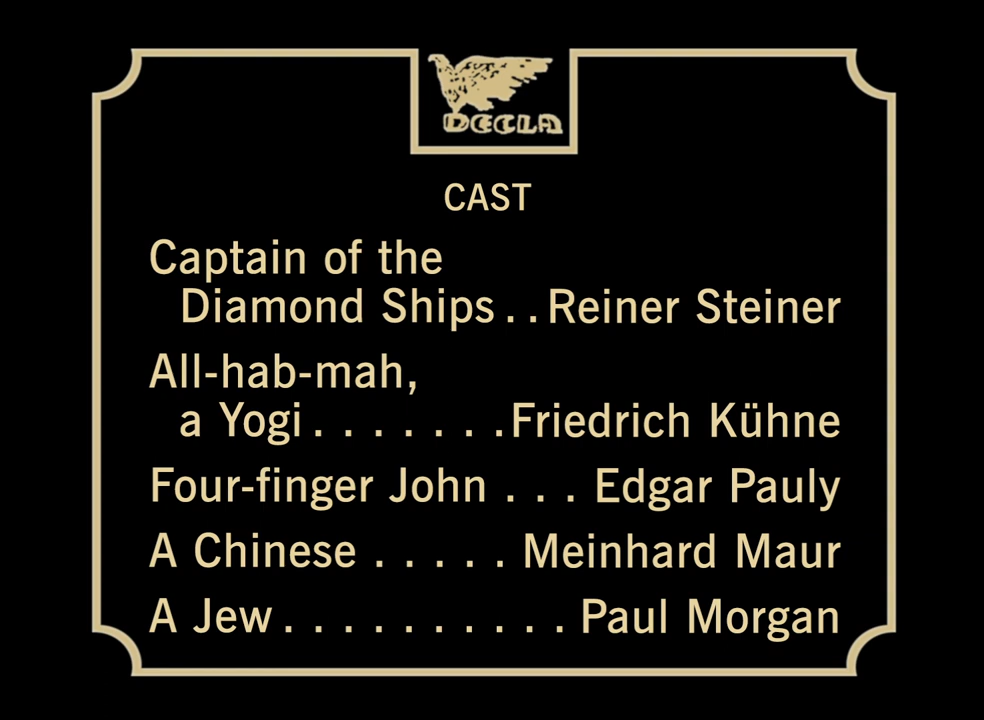 DECLA
CAST
Captain of the
Diamond Ships . . Reiner Steiner
All-hab-mah,
a Yogi . . . . . . . Friedrich Kühne
Four-finger John . . . Edgar Pauly
A Chinese . . . . . Meinhard Maur
A Jew . . . . . . . . . . Paul Morgan